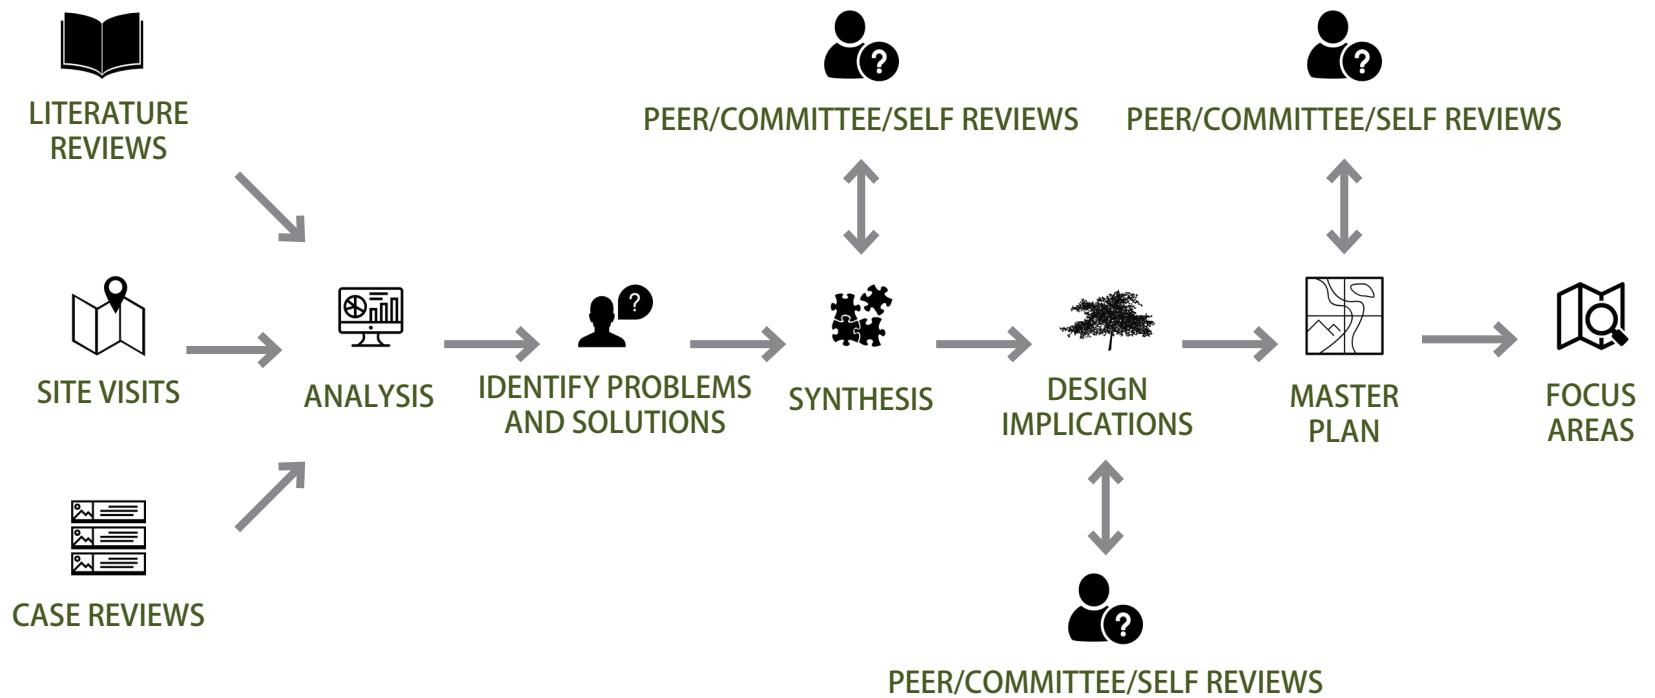 LITERATURE
REVIEWS
PEER/COMMITTEE/SELF REVIEWS
PEER/COMMITTEE/SELF REVIEWS
?
?
SITE VISITS
ANALYSIS
?
IDENTIFY PROBLEMS
AND SOLUTIONS
SYNTHESIS
DESIGN
IMPLICATIONS
MASTER
PLAN
FOCUS
AREAS
CASE REVIEWS
?
PEER/COMMITTEE/SELF REVIEWS